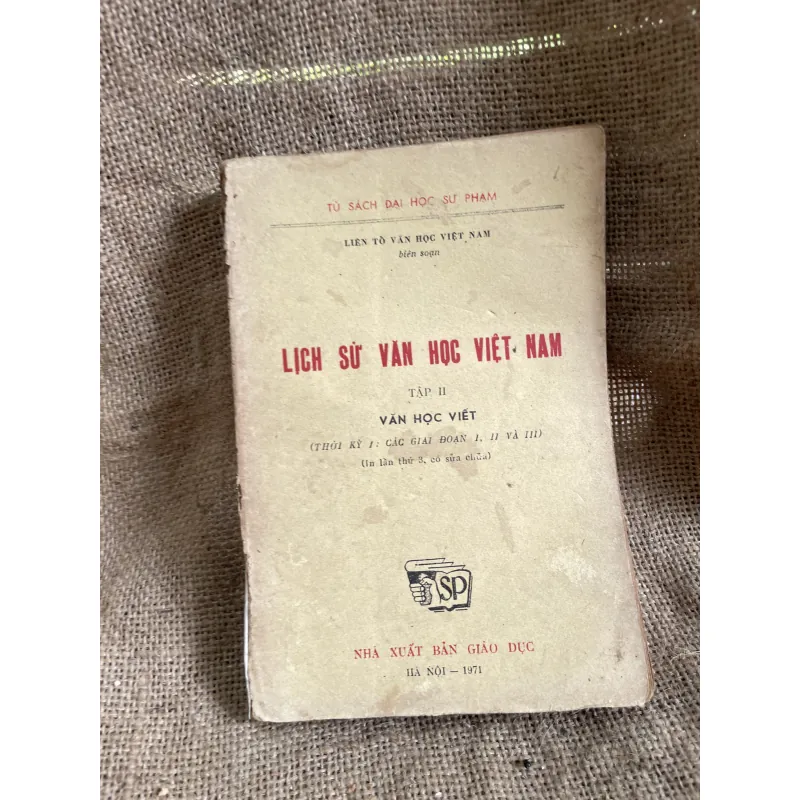 TỦ SÁCH ĐẠI HỌC SƯ PHẠM
LIÊN TỔ VĂN HỌC VIỆT NAM
biên soạn
LỊCH SỬ VĂN HỌC VIỆT NAM
TẬP II
VĂN HỌC VIẾT
(THỜI KỲ I: CÁC GIAI ĐOẠN I, II VÀ III)
(In lần thứ 3, có sửa chữa)
SP
NHÀ XUẤT BẢN GIÁO DỤC
HÀ NỘI — 1971